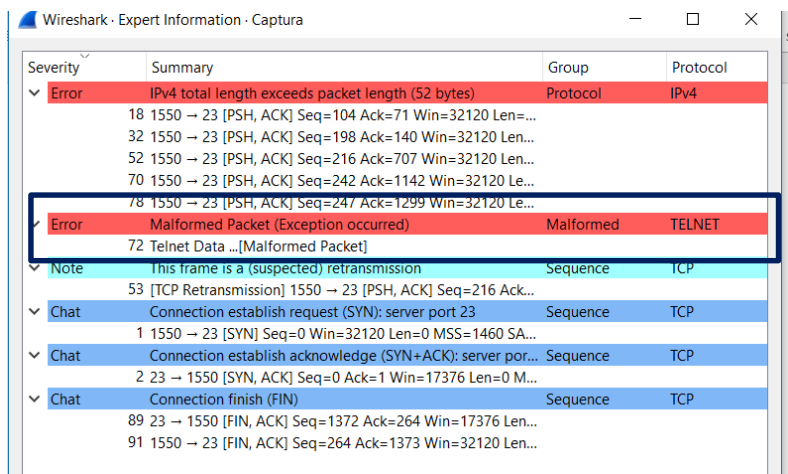 Wireshark · Expert Information · Captura
Severity Summary Group Protocol
Error IPv4 total length exceeds packet length (52 bytes) Protocol IPv4
18 1550 → 23 [PSH, ACK] Seq=104 Ack=71 Win=32120 Len=...
32 1550 → 23 [PSH, ACK] Seq=198 Ack=140 Win=32120 Len...
52 1550 → 23 [PSH, ACK] Seq=216 Ack=707 Win=32120 Len...
70 1550 → 23 [PSH, ACK] Seq=242 Ack=1142 Win=32120 Le...
78 1550 → 23 [PSH, ACK] Seq=247 Ack=1299 Win=32120 Le...
Error Malformed Packet (Exception occurred) Malformed TELNET
72 Telnet Data ...[Malformed Packet]
Note This frame is a (suspected) retransmission Sequence TCP
53 [TCP Retransmission] 1550 → 23 [PSH, ACK] Seq=216 Ack...
Chat Connection establish request (SYN): server port 23 Sequence TCP
1 1550 → 23 [SYN] Seq=0 Win=32120 Len=0 MSS=1460 SA...
Chat Connection establish acknowledge (SYN+ACK): server por... Sequence TCP
2 23 → 1550 [SYN, ACK] Seq=0 Ack=1 Win=17376 Len=0 M...
Chat Connection finish (FIN) Sequence TCP
89 23 → 1550 [FIN, ACK] Seq=1372 Ack=264 Win=17376 Len...
91 1550 → 23 [FIN, ACK] Seq=264 Ack=1373 Win=32120 Len...